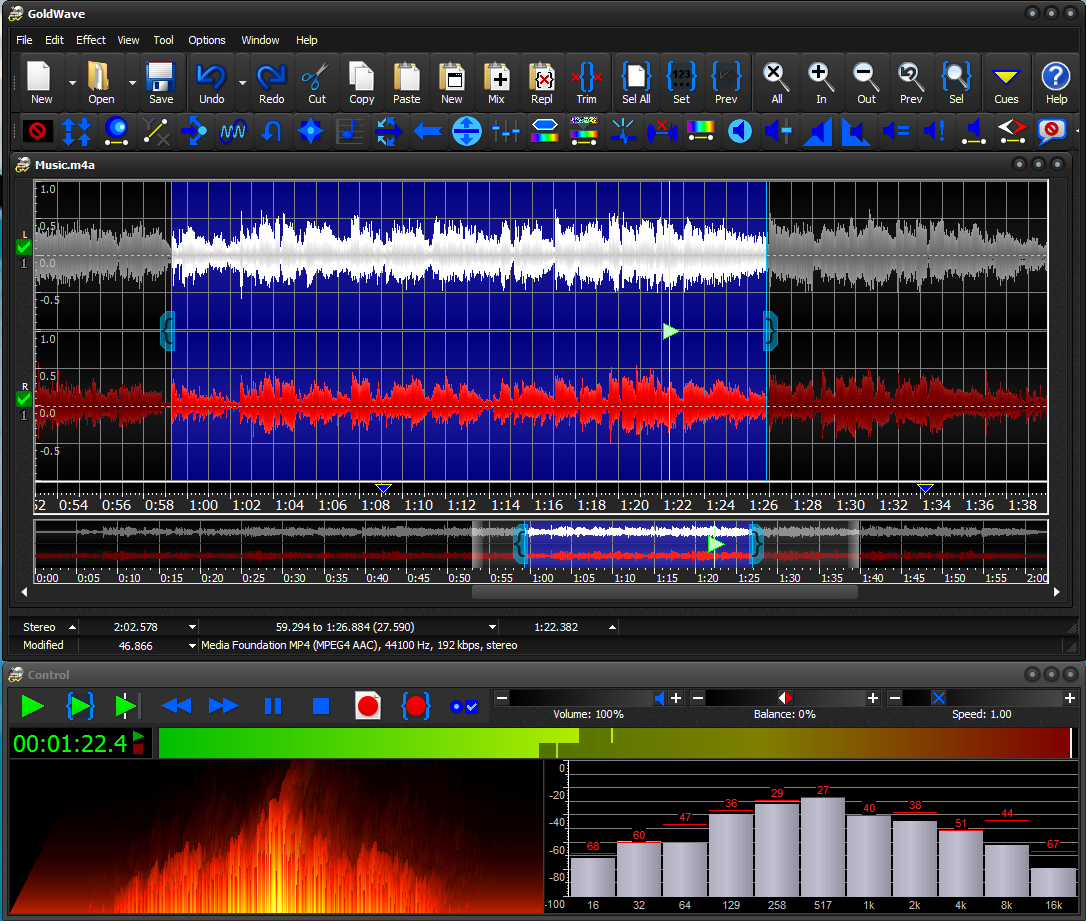 GoldWave
File Edit Effect View Tool Options Window Help
New Open Save Undo Redo Cut Copy Paste New Mix Repl Trim Sel All Set Prev All In Out Prev Sel Cues Help
Music.m4a
1.0
L 0.5
1 0.0
-0.5
1.0
R 0.5
1 0.0
-0.5
52 0:54 0:56 0:58 1:00 1:02 1:04 1:06 1:08 1:10 1:12 1:14 1:16 1:18 1:20 1:22 1:24 1:26 1:28 1:30 1:32 1:34 1:36 1:38
0:00 0:05 0:10 0:15 0:20 0:25 0:30 0:35 0:40 0:45 0:50 0:55 1:00 1:05 1:10 1:15 1:20 1:25 1:30 1:35 1:40 1:45 1:50 1:55 2:00
Stereo 2:02.578 59.294 to 1:26.884 (27.590) 1:22.382
Modified 46.866 Media Foundation MP4 (MPEG4 AAC), 44100 Hz, 192 kbps, stereo
Control
Volume: 100% Balance: 0% Speed: 1.00
00:01:22.4
0
-20
-40
-60
-80
-100
66 60 47 36 29 27 40 38 51 44 67
16 32 64 129 258 517 1k 2k 4k 8k 16k